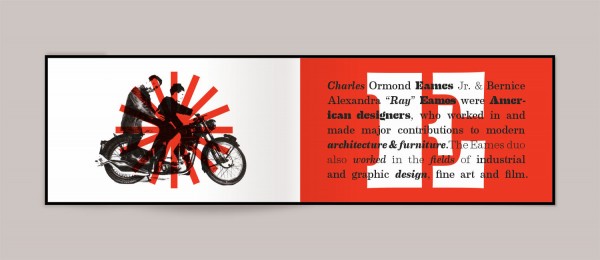 Charles Ormond Eames Jr. & Bernice
Alexandra “Ray” Eames were Amer-
ican designers, who worked in and
made major contributions to modern
architecture & furniture. The Eames duo
also worked in the fields of industrial
and graphic design, fine art and film.